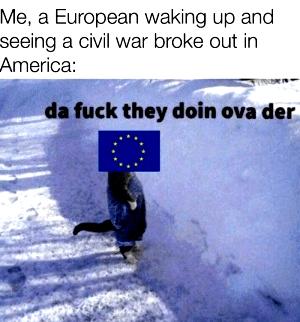 Me, a European waking up and
seeing a civil war broke out in
America:
da fuck they doin ova der